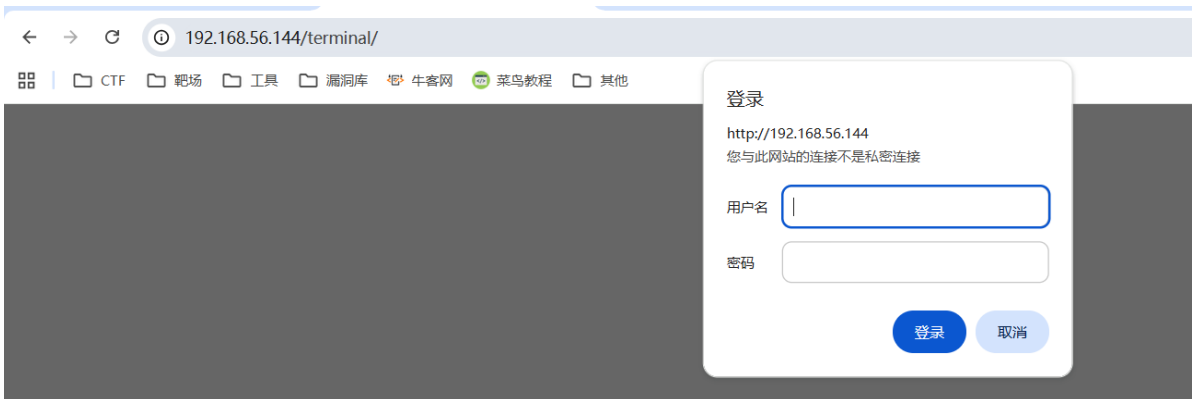 192.168.56.144/terminal/
CTF 靶场 工具 漏洞库 牛客网 菜鸟教程 其他
登录
http://192.168.56.144
您与此网站的连接不是私密连接
用户名
密码
登录 取消